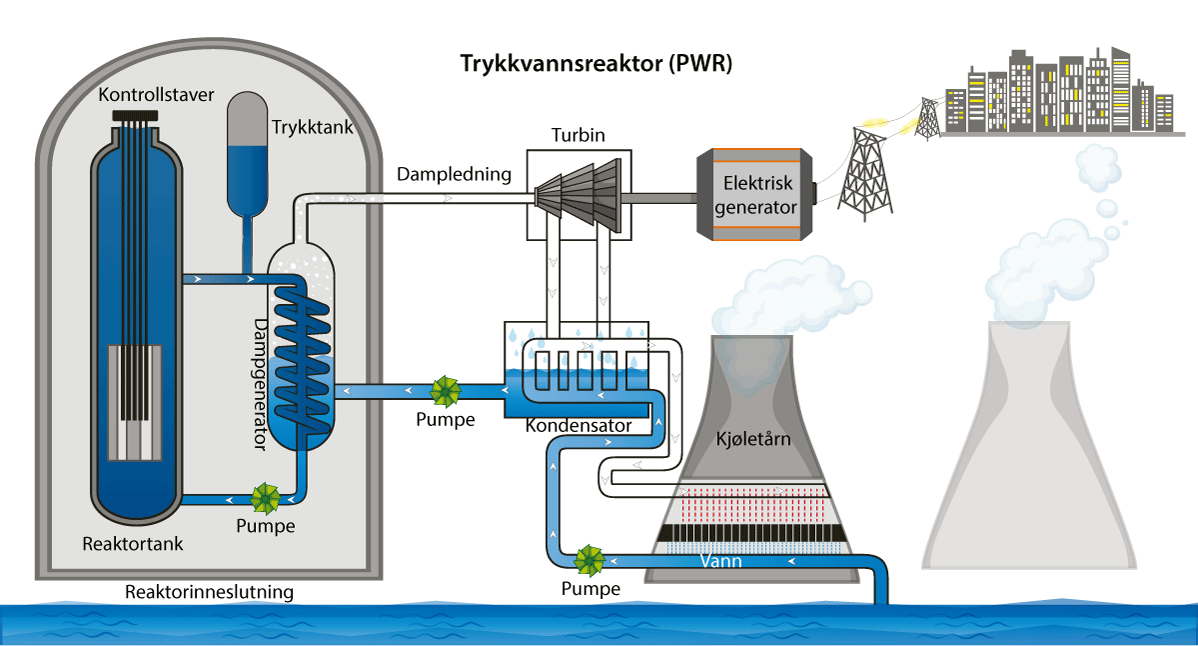 Trykkvannsreaktor (PWR)
Kontrollstaver
Trykktank
Dampledning
Turbin
Elektrisk
generator
Dampgenerator
Pumpe
Kondensator
Kjøletårn
Pumpe
Reaktortank
Vann
Pumpe
Reaktorinneslutning